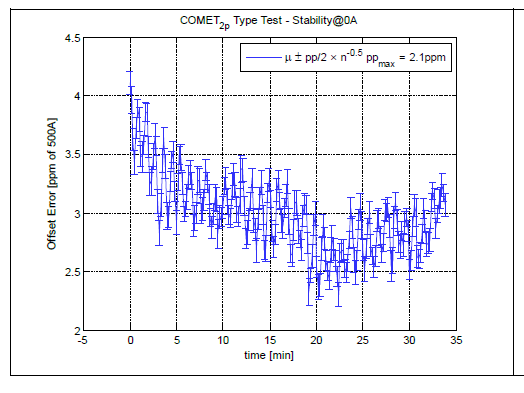 COMET2p Type Test - Stability@0A
μ ± pp/2 × n-0.5 ppmax = 2.1ppm
Offset Error [ppm of 500A]
4.5
4
3.5
3
2.5
2
-5 0 5 10 15 20 25 30 35
time [min]